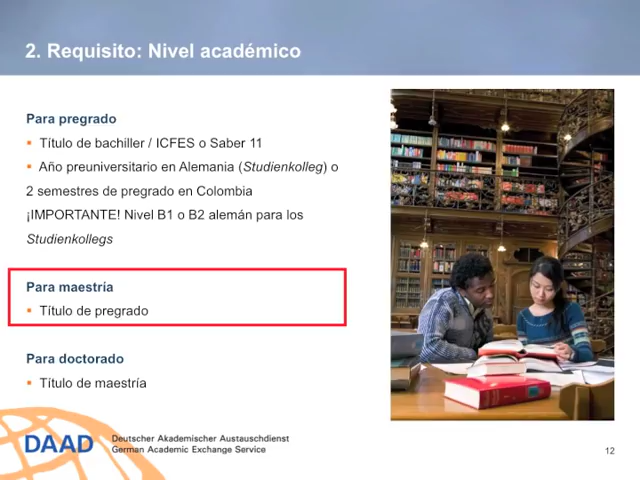 2. Requisito: Nivel académico
Para pregrado
▪ Título de bachiller / ICFES o Saber 11
▪ Año preuniversitario en Alemania (Studienkolleg) o
2 semestres de pregrado en Colombia
¡IMPORTANTE! Nivel B1 o B2 alemán para los
Studienkollegs
Para maestría
▪ Título de pregrado
Para doctorado
▪ Título de maestría
DAAD
Deutscher Akademischer Austauschdienst
German Academic Exchange Service
12